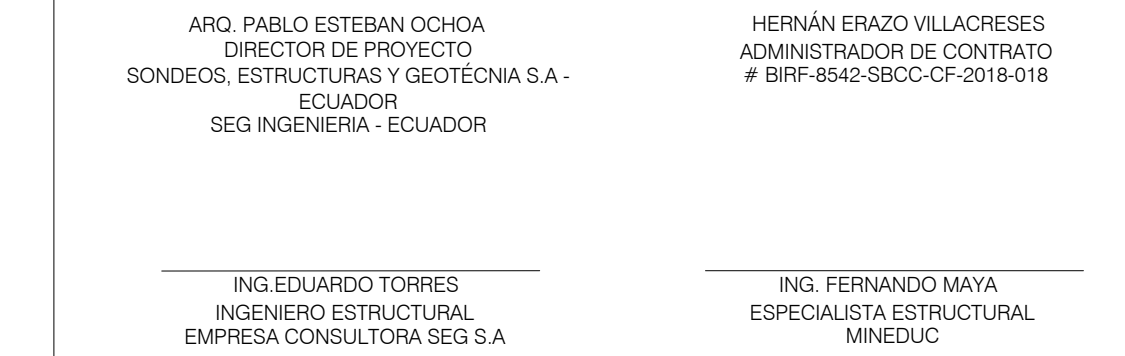 ARQ. PABLO ESTEBAN OCHOA
DIRECTOR DE PROYECTO
SONDEOS, ESTRUCTURAS Y GEOTÉCNIA S.A -
ECUADOR
SEG INGENIERIA - ECUADOR
HERNÁN ERAZO VILLACRESES
ADMINISTRADOR DE CONTRATO
# BIRF-8542-SBCC-CF-2018-018
ING.EDUARDO TORRES
INGENIERO ESTRUCTURAL
EMPRESA CONSULTORA SEG S.A
ING. FERNANDO MAYA
ESPECIALISTA ESTRUCTURAL
MINEDUC